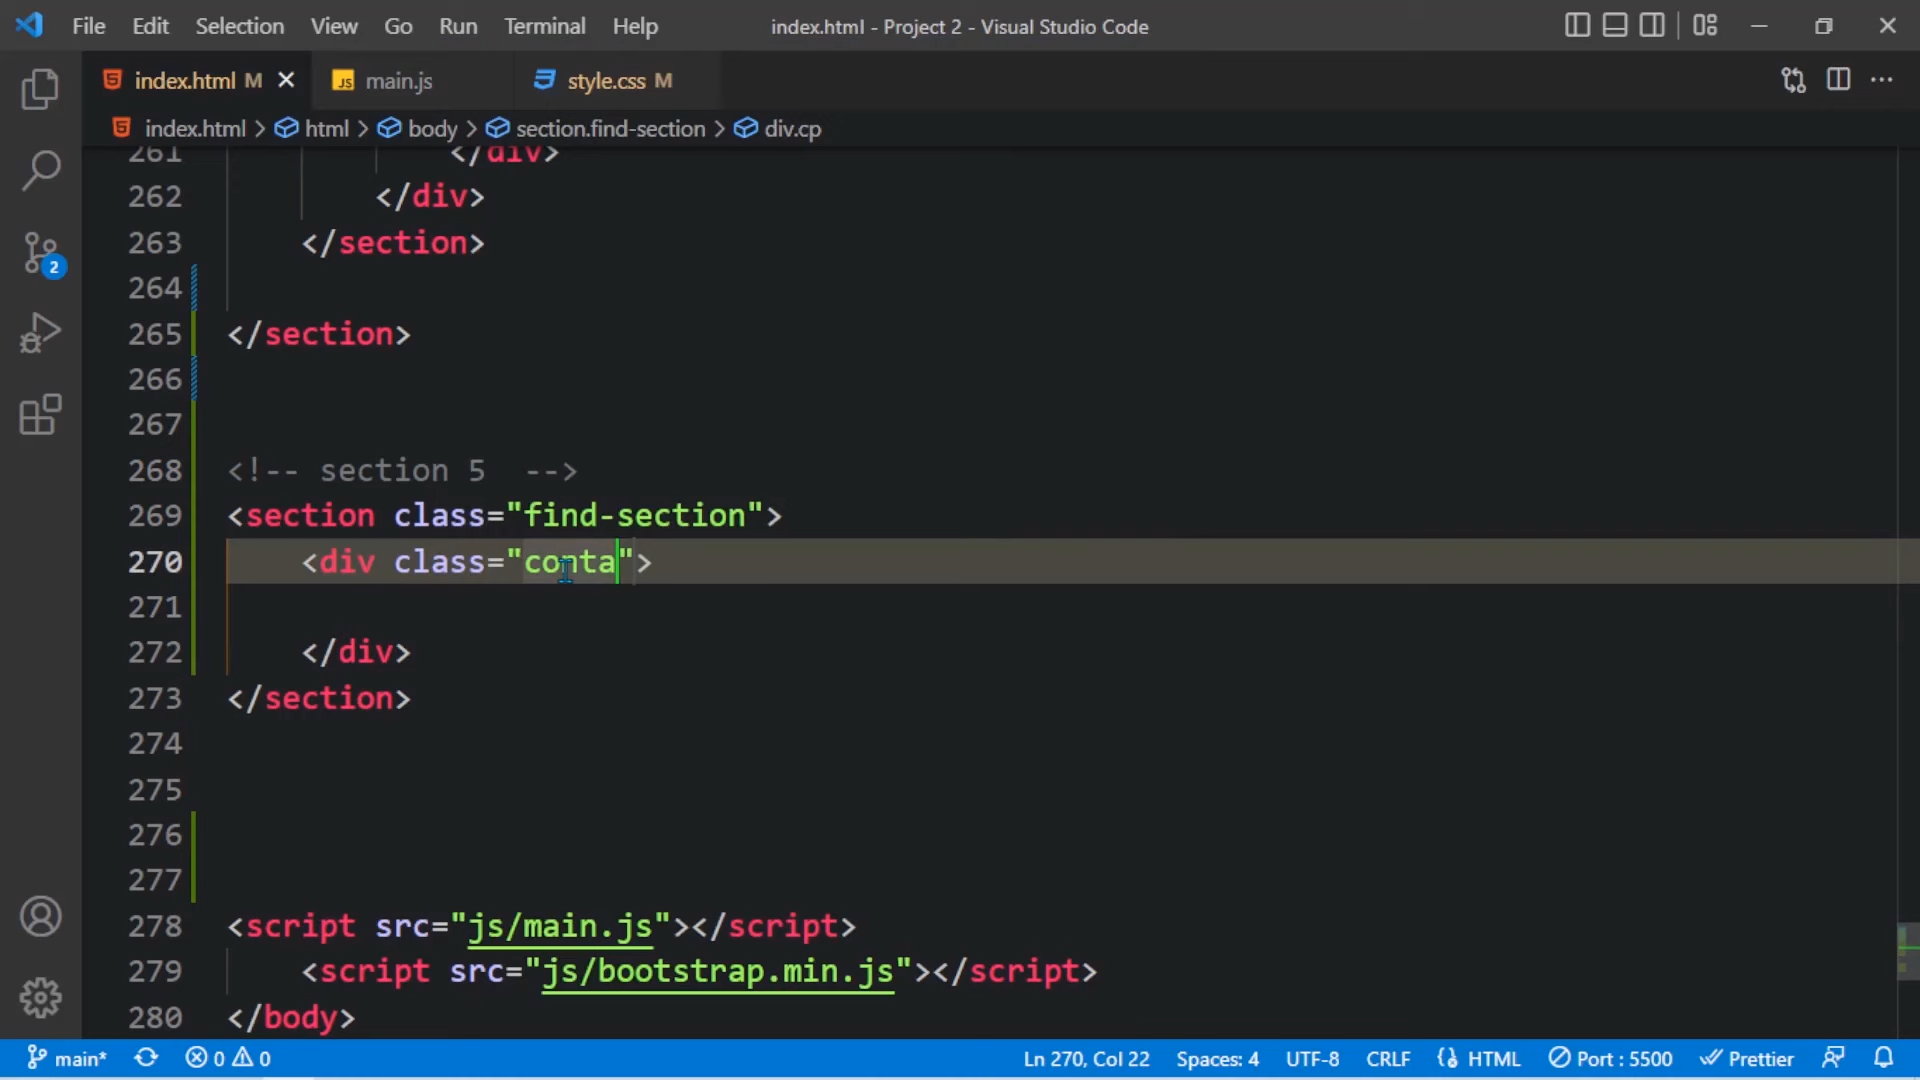 File Edit Selection View Go Run Terminal Help index.html - Project 2 - Visual Studio Code
index.html M JS main.js style.css M
index.html > html > body > section.find-section > div.cp
261 </div>
262 </div>
263 </section>
264
265 </section>
266
267
268 <!-- section 5  -->
269 <section class="find-section">
270 <div class="conta">
271
272 </div>
273 </section>
274
275
276
277
278 <script src="js/main.js"></script>
279 <script src="js/bootstrap.min.js"></script>
280 </body>
2
main* 0 0 Ln 270, Col 22 Spaces: 4 UTF-8 CRLF HTML Port : 5500 Prettier